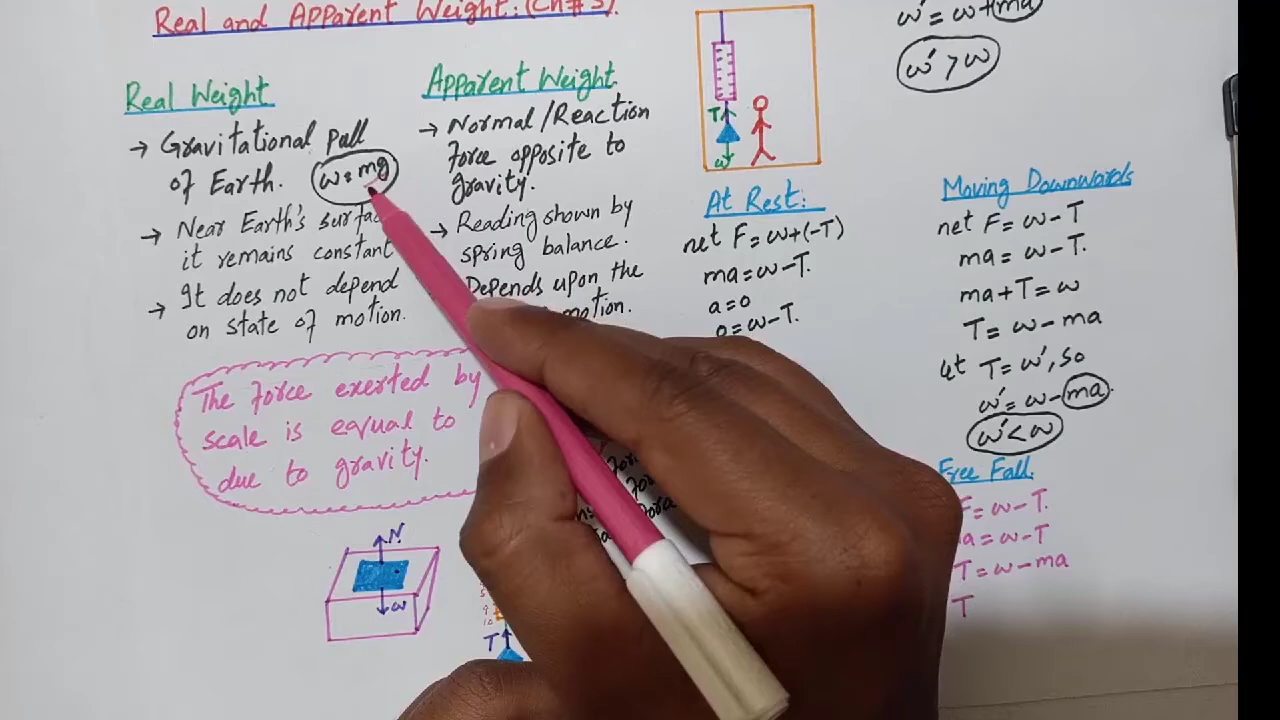 Real and Apparent Weight: (Ch# 3).
Real Weight
→ Gravitational pull
of Earth. w = mg
→ Near Earth's surfa
it remains constant
→ It does not depend
on state of motion.
Apparent Weight
→ Normal/Reaction
force opposite to
gravity.
→ Reading shown by
spring balance.
Depends upon the
motion.
The force exerted by
scale is equal to
due to gravity.
N
w
T
T
w
At Rest:
net F = w+(-T)
ma = w-T.
a = 0
0 = w-T.
w' = w+ma
w' > w
Moving Downwards
net F = w-T
ma = w-T.
ma+T = w
T = w-ma
let T = w', so
w' = w-ma
w' < w
Free Fall.
F = w-T.
a = w-T
T = w-ma
T